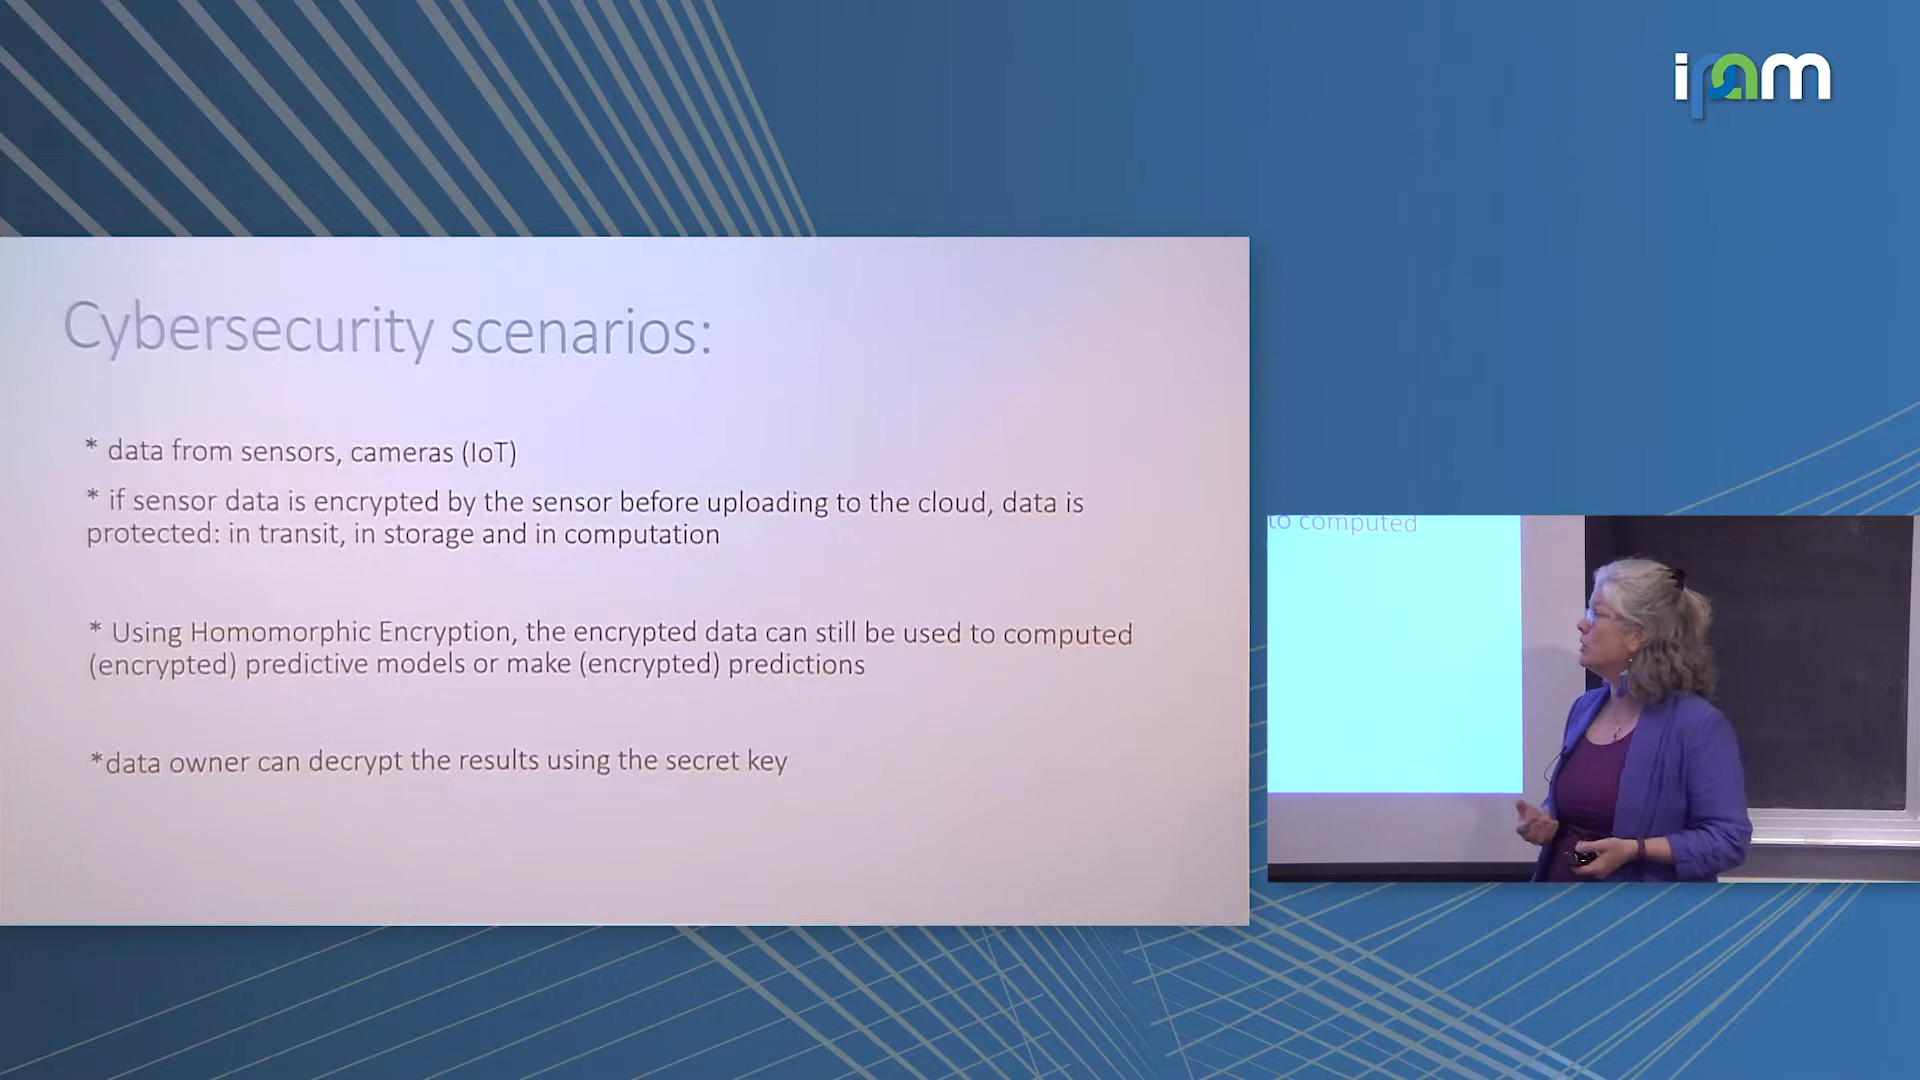 ipam
Cybersecurity scenarios:
* data from sensors, cameras (IoT)
* if sensor data is encrypted by the sensor before uploading to the cloud, data is
protected: in transit, in storage and in computation
* Using Homomorphic Encryption, the encrypted data can still be used to computed
(encrypted) predictive models or make (encrypted) predictions
*data owner can decrypt the results using the secret key
to computed